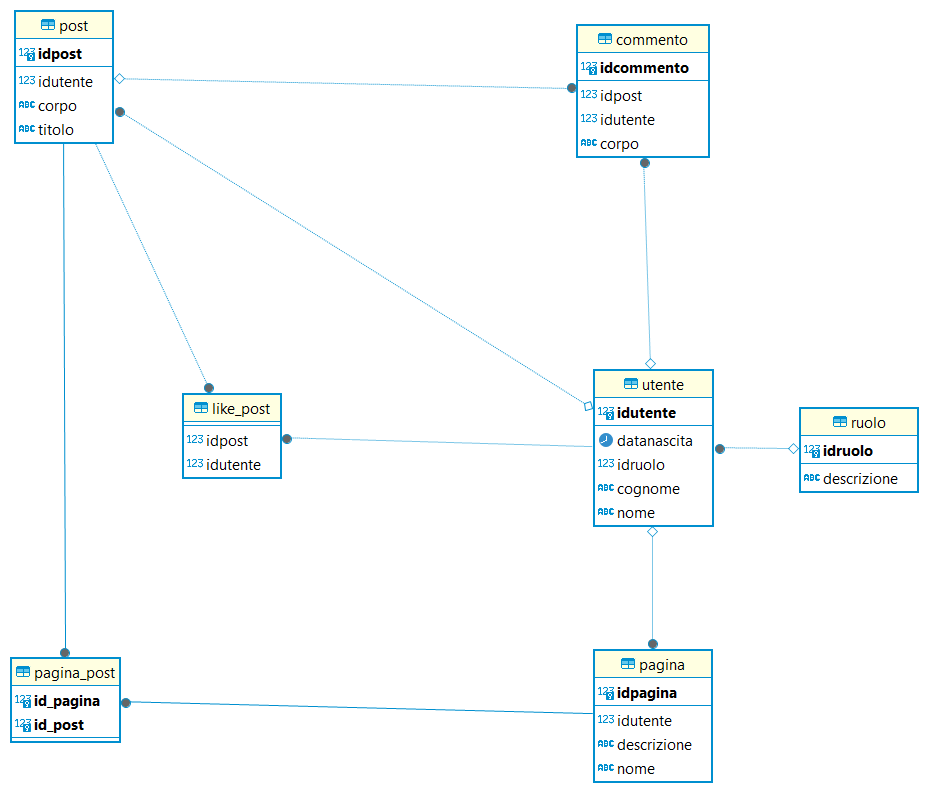 post
123 idpost
123 idutente
ABC corpo
ABC titolo
commento
123 idcommento
123 idpost
123 idutente
ABC corpo
like_post
123 idpost
123 idutente
utente
123 idutente
datanascita
123 idruolo
ABC cognome
ABC nome
ruolo
123 idruolo
ABC descrizione
pagina_post
123 id_pagina
123 id_post
pagina
123 idpagina
123 idutente
ABC descrizione
ABC nome